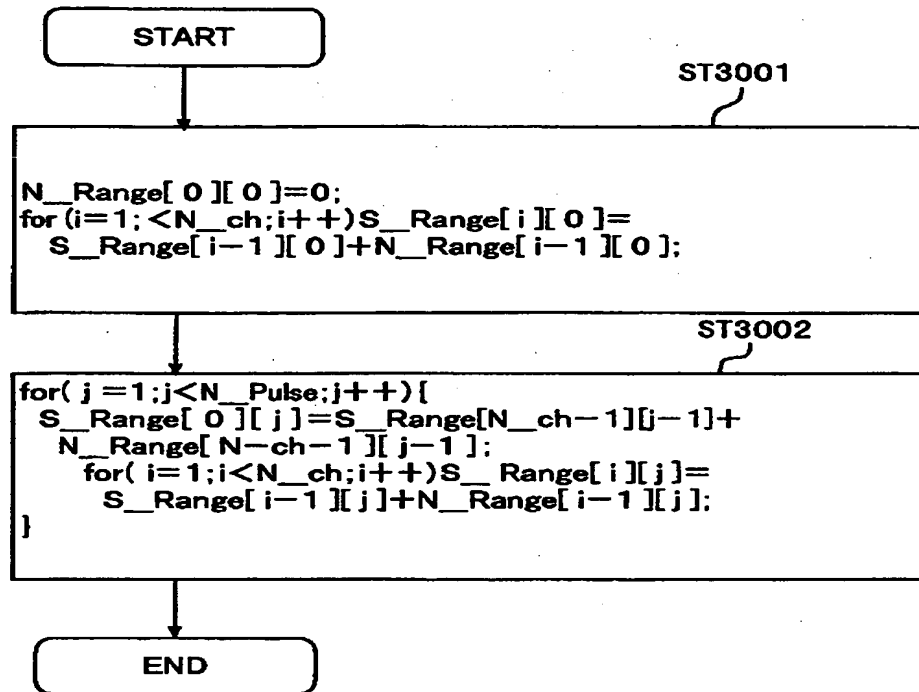 START
ST3001
N__Range[ 0 ][ 0 ]=0;
for (i=1; <N__ch;i++)S__Range[ i ][ 0 ]=
S__Range[ i-1 ][ 0 ]+N__Range[ i-1 ][ 0 ];
ST3002
for( j =1;j<N__Pulse;j++){
S__Range[ 0 ][ j ]=S__Range[N__ch-1][j-1]+
N__Range[ N-ch-1 ][ j-1 ];
for( i=1;i<N__ch;i++)S__ Range[ i ][ j ]=
S__Range[ i-1 ][ j ]+N__Range[ i-1 ][ j ];
}
END